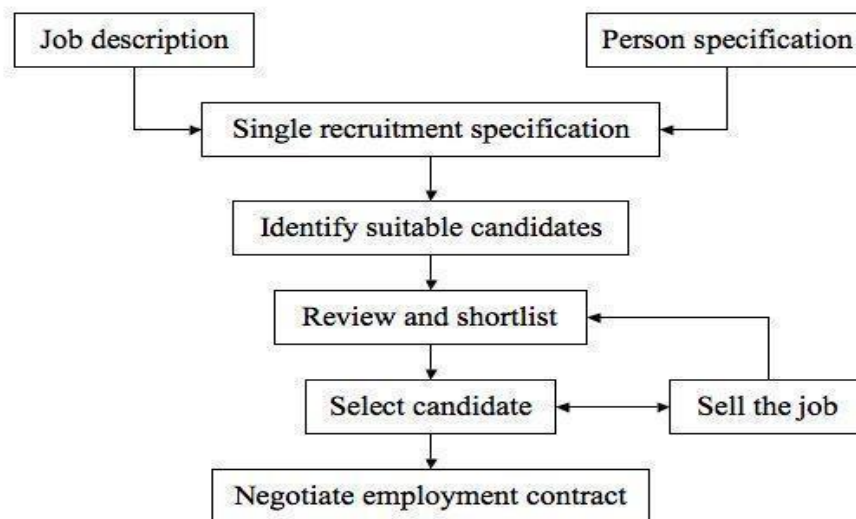 Job description
Person specification
Single recruitment specification
Identify suitable candidates
Review and shortlist
Select candidate
Sell the job
Negotiate employment contract